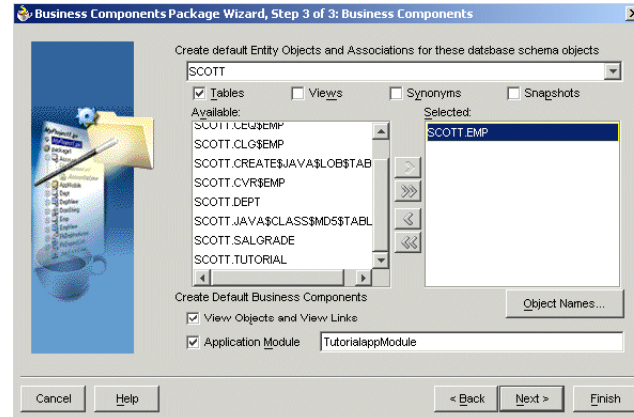 Business Components Package Wizard, Step 3 of 3: Business Components
Create default Entity Objects and Associations for these database schema objects
SCOTT
Tables
Views
Synonyms
Snapshots
Available:
Selected:
SCOTT.CEQ$EMP
SCOTT.CLG$EMP
SCOTT.CREATE$JAVA$LOB$TAB
SCOTT.CVR$EMP
SCOTT.DEPT
SCOTT.JAVA$CLASS$MD5$TABL
SCOTT.SALGRADE
SCOTT.TUTORIAL
SCOTT.EMP
Create Default Business Components
Object Names...
View Objects and View Links
Application Module
TutorialappModule
Cancel
Help
< Back
Next >
Finish